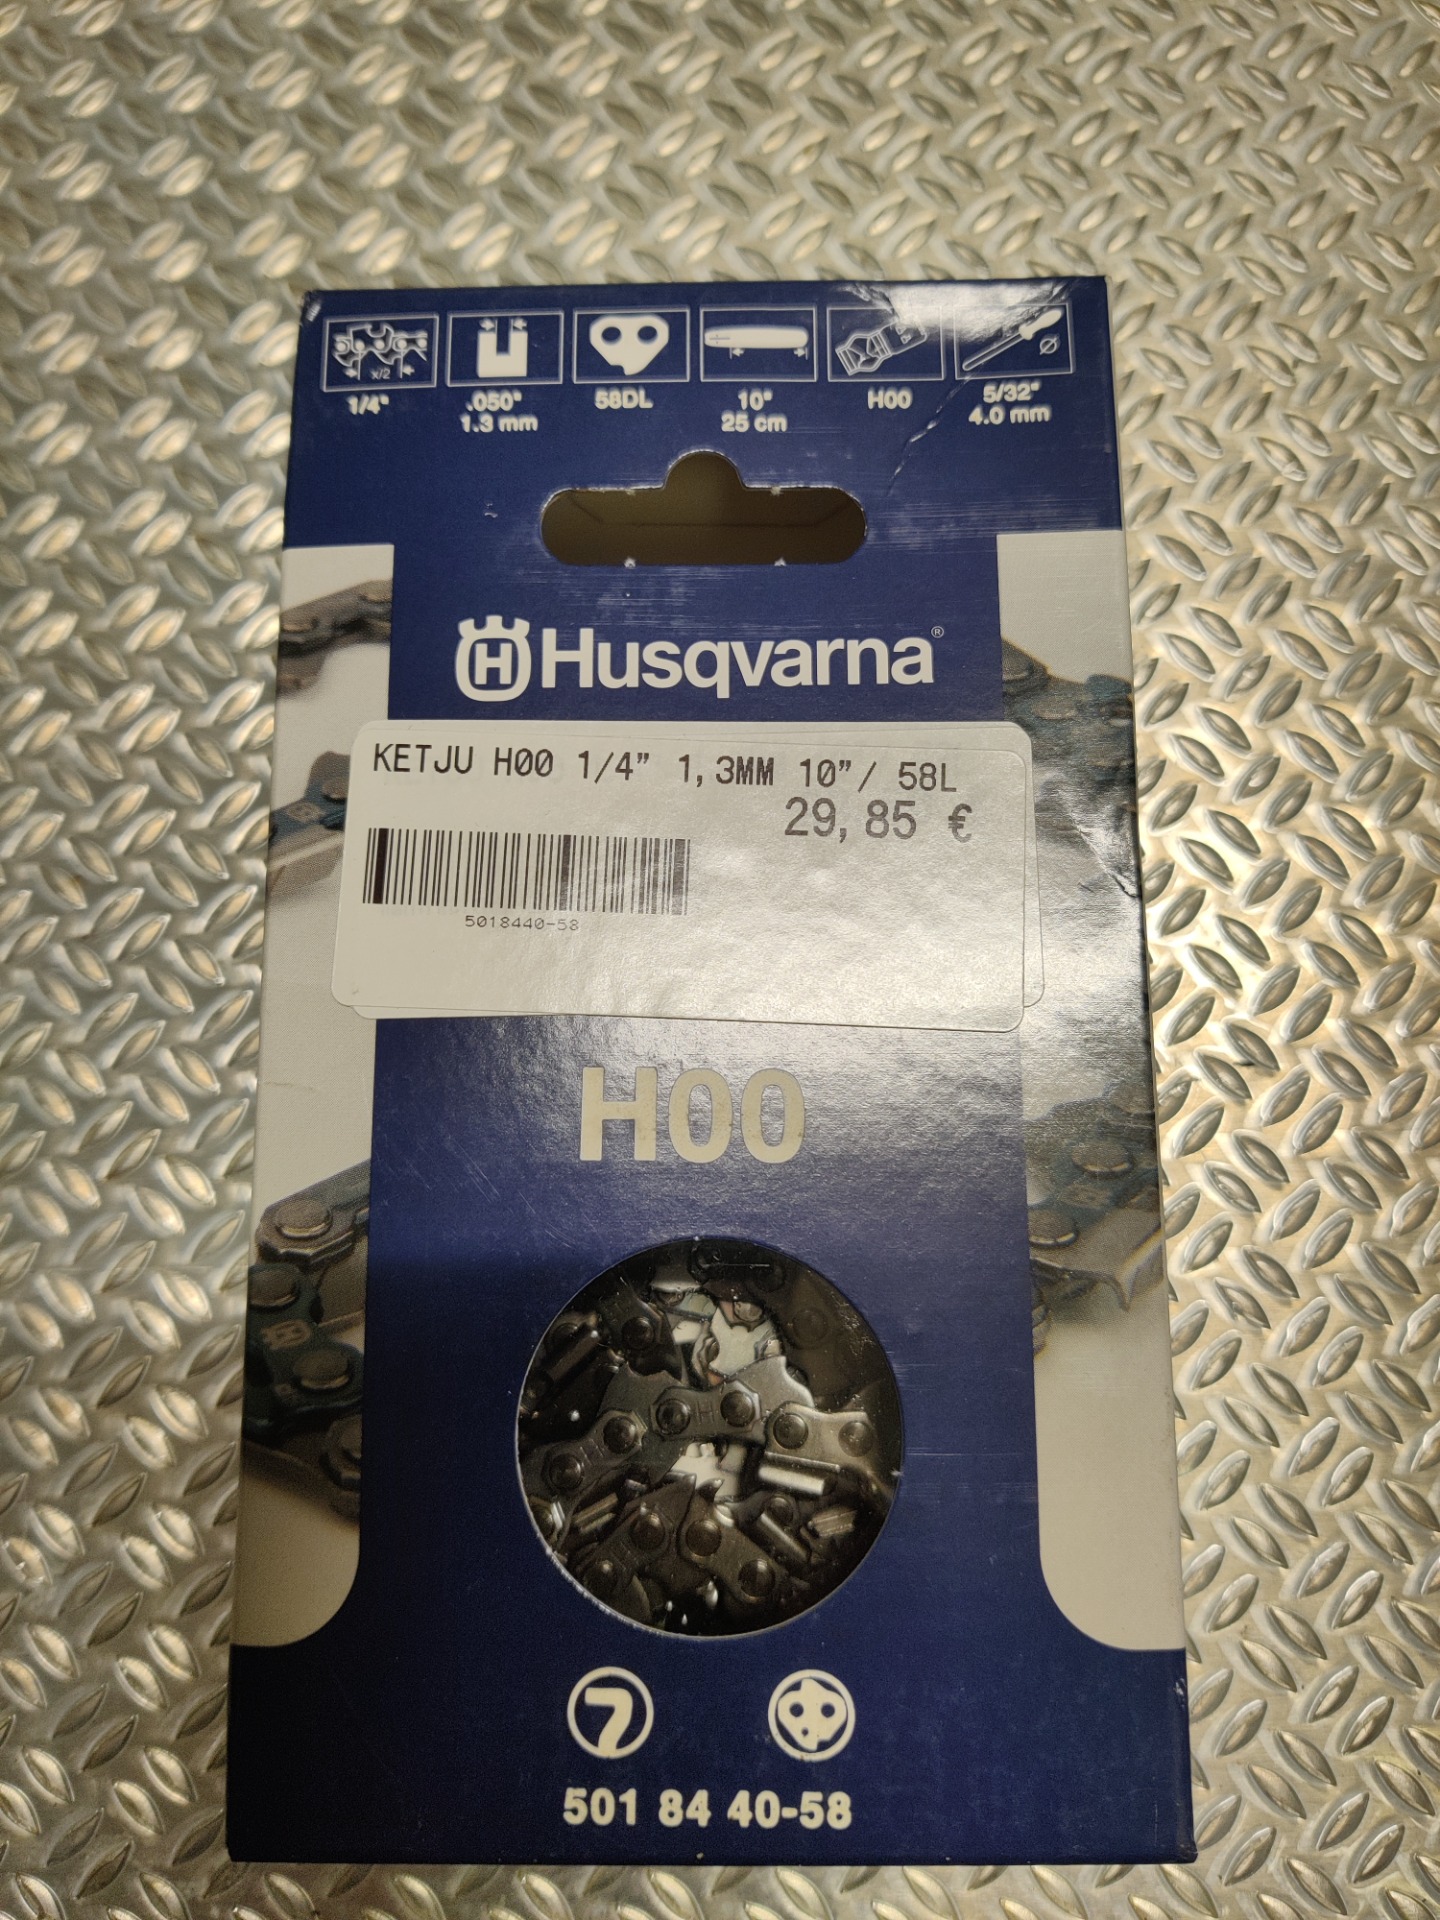 x/2
1/4" .050" 58DL 10" H00 5/32"
1.3 mm 25 cm 4.0 mm
H Husqvarna®
KETJU H00 1/4” 1,3MM 10”/ 58L
29,85 €
5018440-58
H00
501 84 40-58